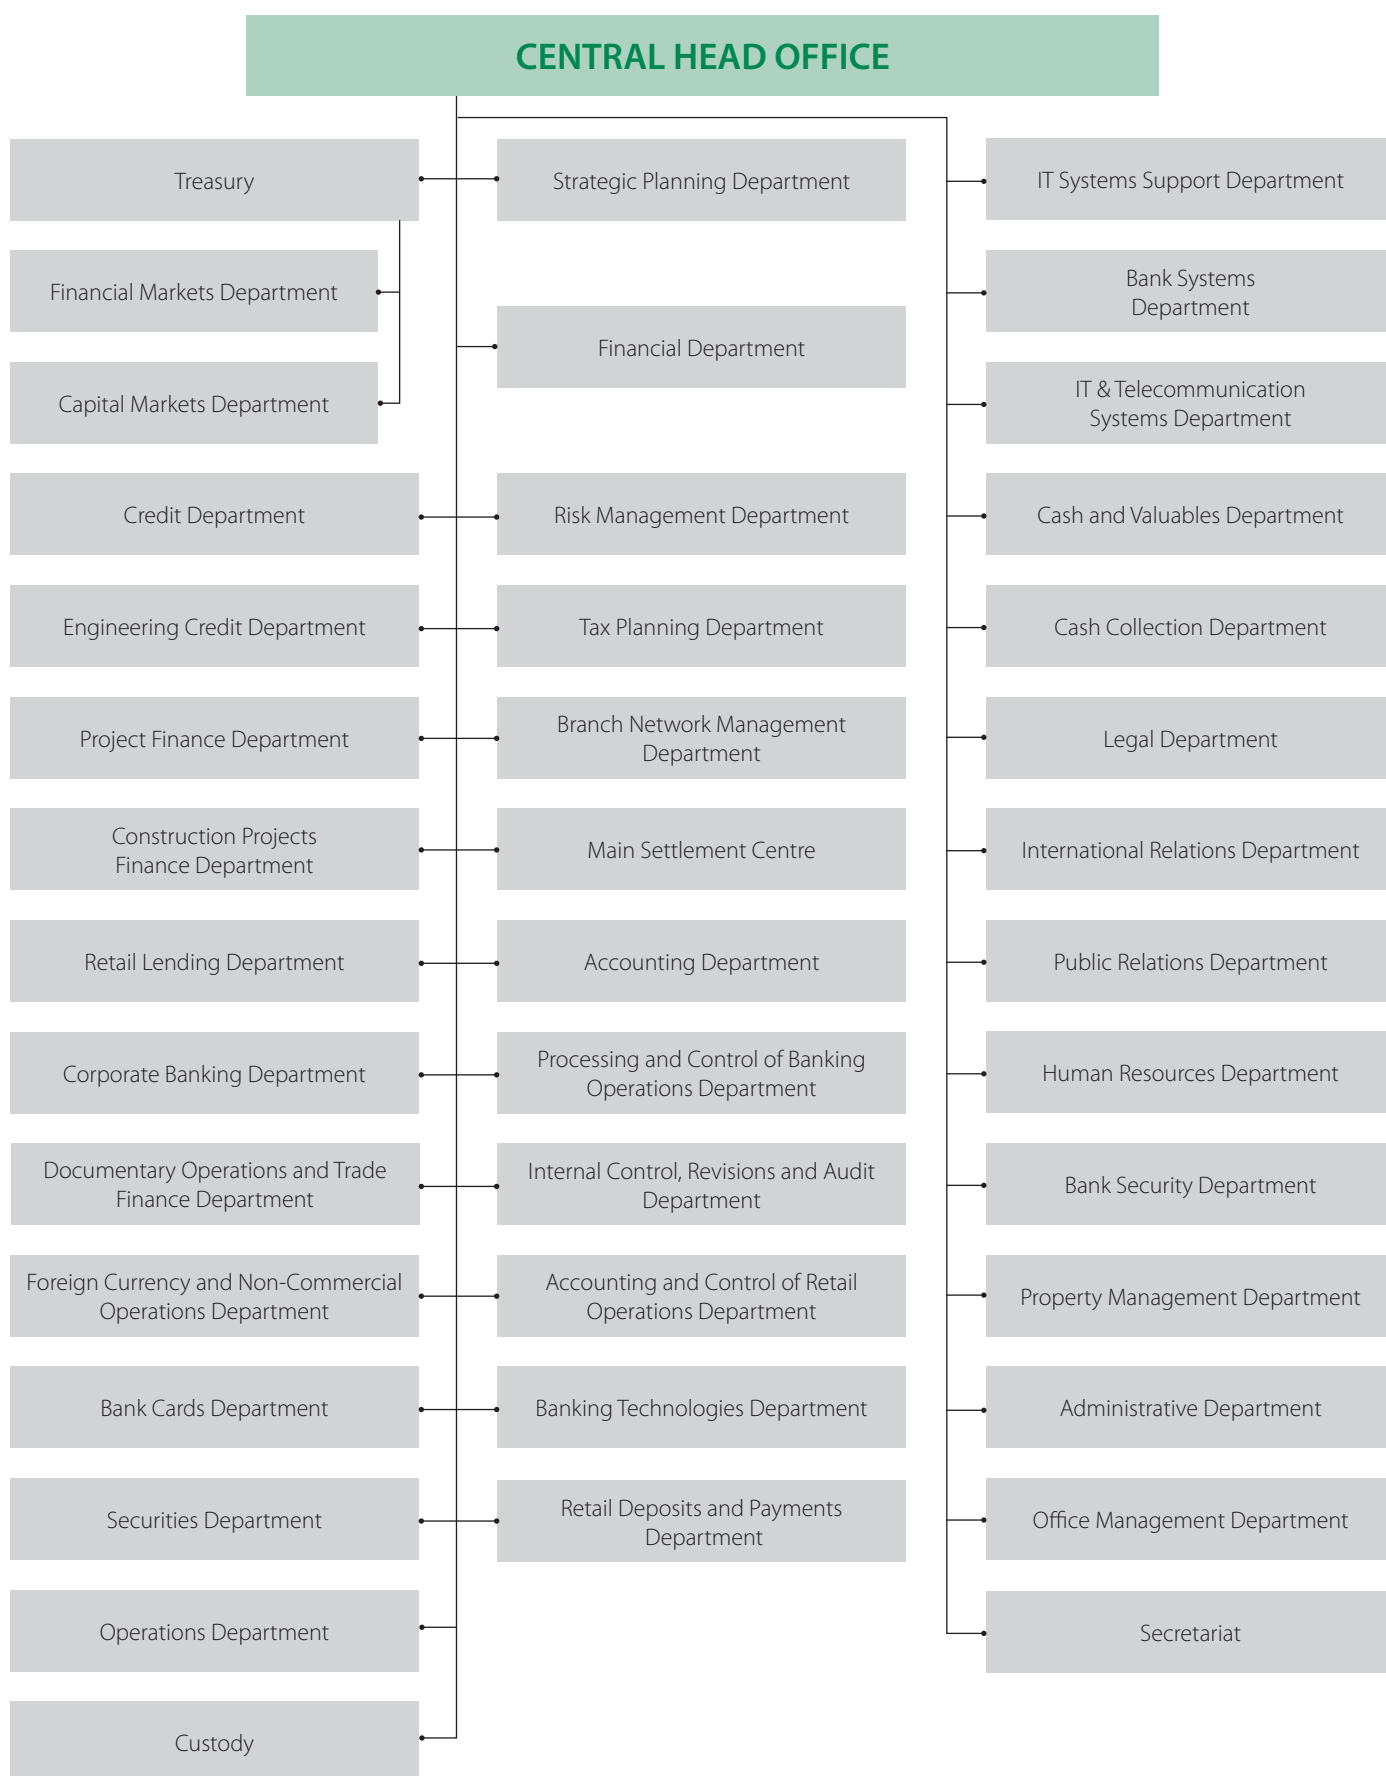 CENTRAL HEAD OFFICE
Treasury
Financial Markets Department
Capital Markets Department
Credit Department
Engineering Credit Department
Project Finance Department
Construction Projects
Finance Department
Retail Lending Department
Corporate Banking Department
Documentary Operations and Trade
Finance Department
Foreign Currency and Non-Commercial
Operations Department
Bank Cards Department
Securities Department
Operations Department
Custody
Strategic Planning Department
Financial Department
Risk Management Department
Tax Planning Department
Branch Network Management
Department
Main Settlement Centre
Accounting Department
Processing and Control of Banking
Operations Department
Internal Control, Revisions and Audit
Department
Accounting and Control of Retail
Operations Department
Banking Technologies Department
Retail Deposits and Payments
Department
IT Systems Support Department
Bank Systems
Department
IT & Telecommunication
Systems Department
Cash and Valuables Department
Cash Collection Department
Legal Department
International Relations Department
Public Relations Department
Human Resources Department
Bank Security Department
Property Management Department
Administrative Department
Office Management Department
Secretariat